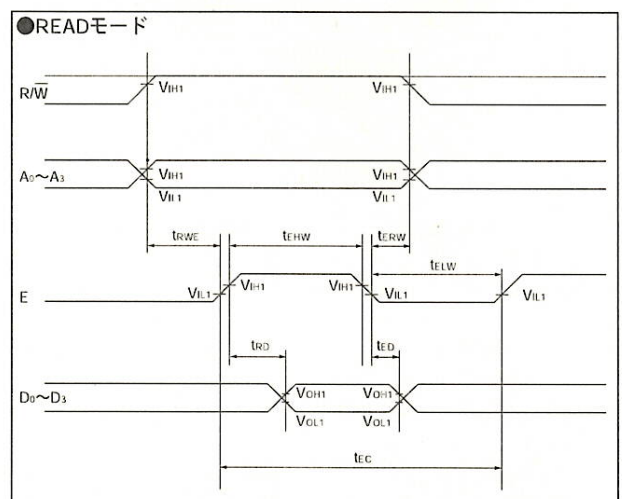 ●READモード
R/W̅
VIH1 VIH1
A0〜A3
VIH1 VIH1
VIL1 VIL1
tRWE tEHW tERW
tELW
E
VIL1 VIH1 VIH1 VIL1 VIL1
tRD tED
D0〜D3
VOH1 VOH1
VOL1 VOL1
tEC